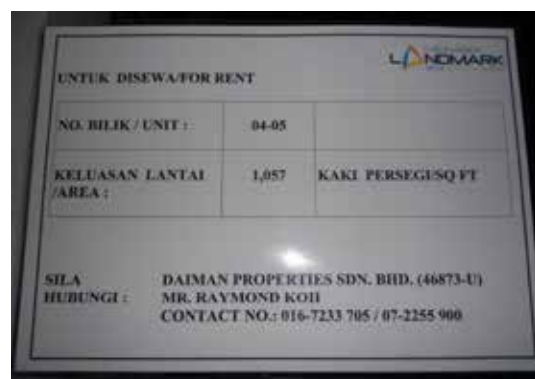 LANDMARK
UNTUK DISEWA/FOR RENT
NO. BILIK / UNIT : 04-05
KELUASAN LANTAI 1,057 KAKI PERSEGI/SQ FT
/AREA :
SILA DAIMAN PROPERTIES SDN. BHD. (46873-U)
HUBUNGI : MR. RAYMOND KOH
CONTACT NO.: 016-7233 705 / 07-2255 900